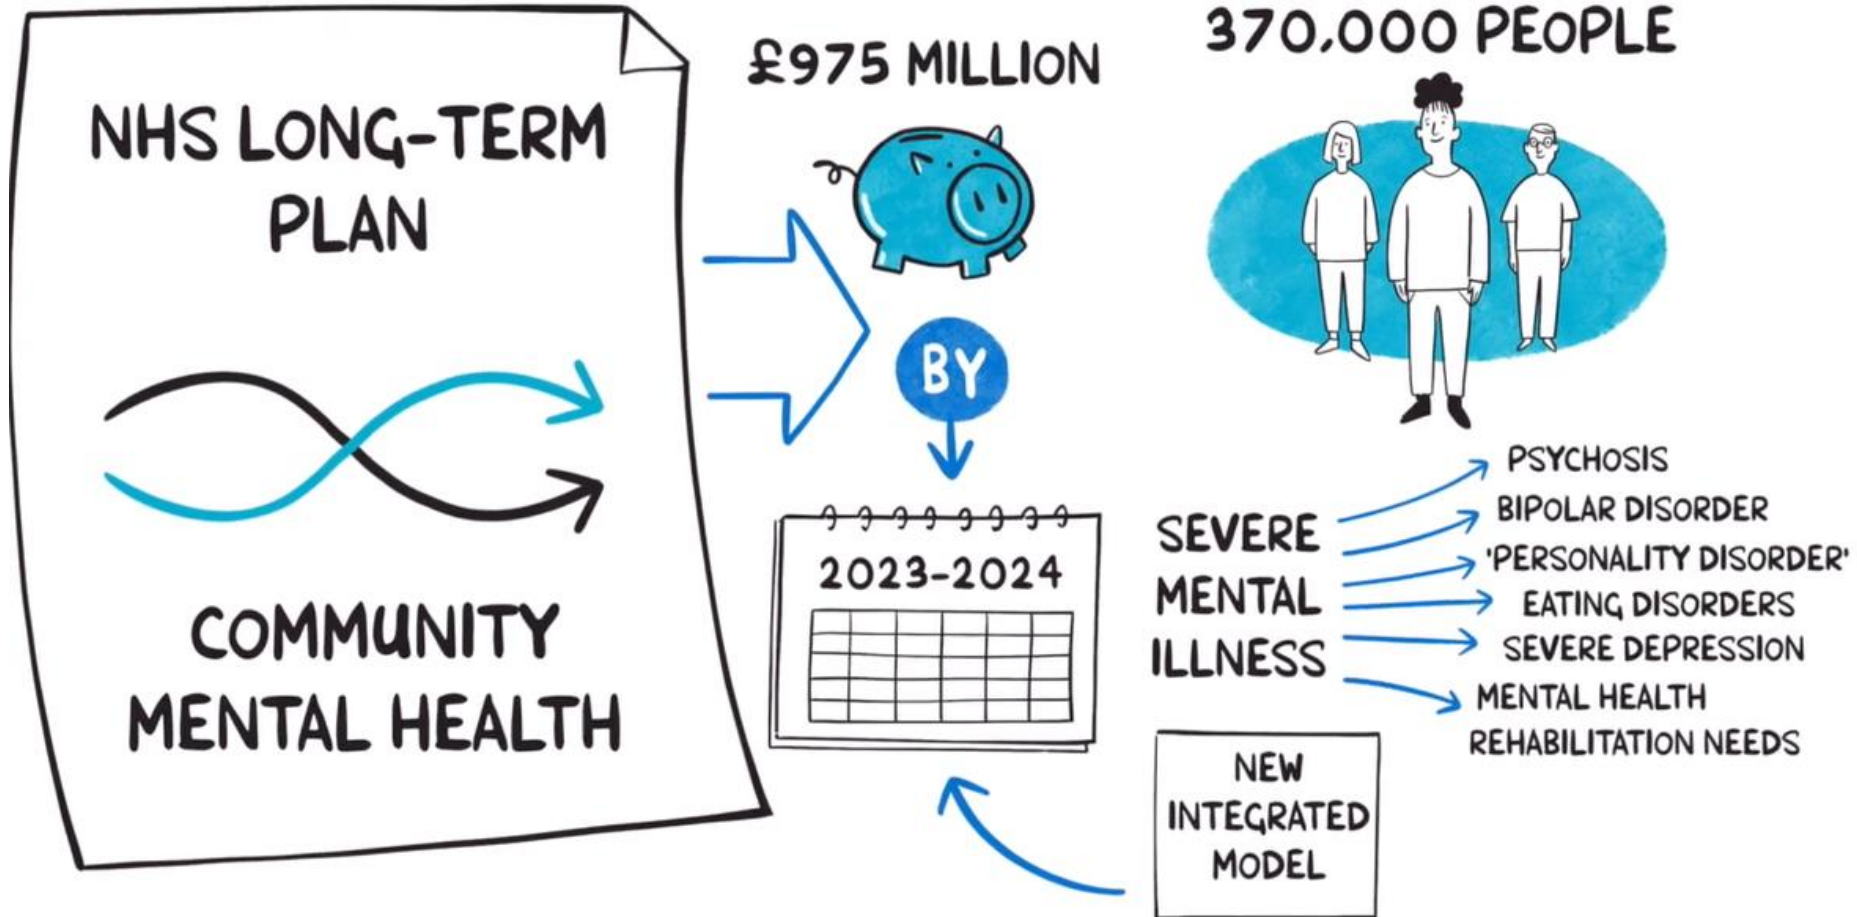 NHS LONG-TERM
PLAN
COMMUNITY
MENTAL HEALTH
£975 MILLION
BY
2023-2024
370,000 PEOPLE
SEVERE
MENTAL
ILLNESS
PSYCHOSIS
BIPOLAR DISORDER
'PERSONALITY DISORDER'
EATING DISORDERS
SEVERE DEPRESSION
MENTAL HEALTH
REHABILITATION NEEDS
NEW
INTEGRATED
MODEL